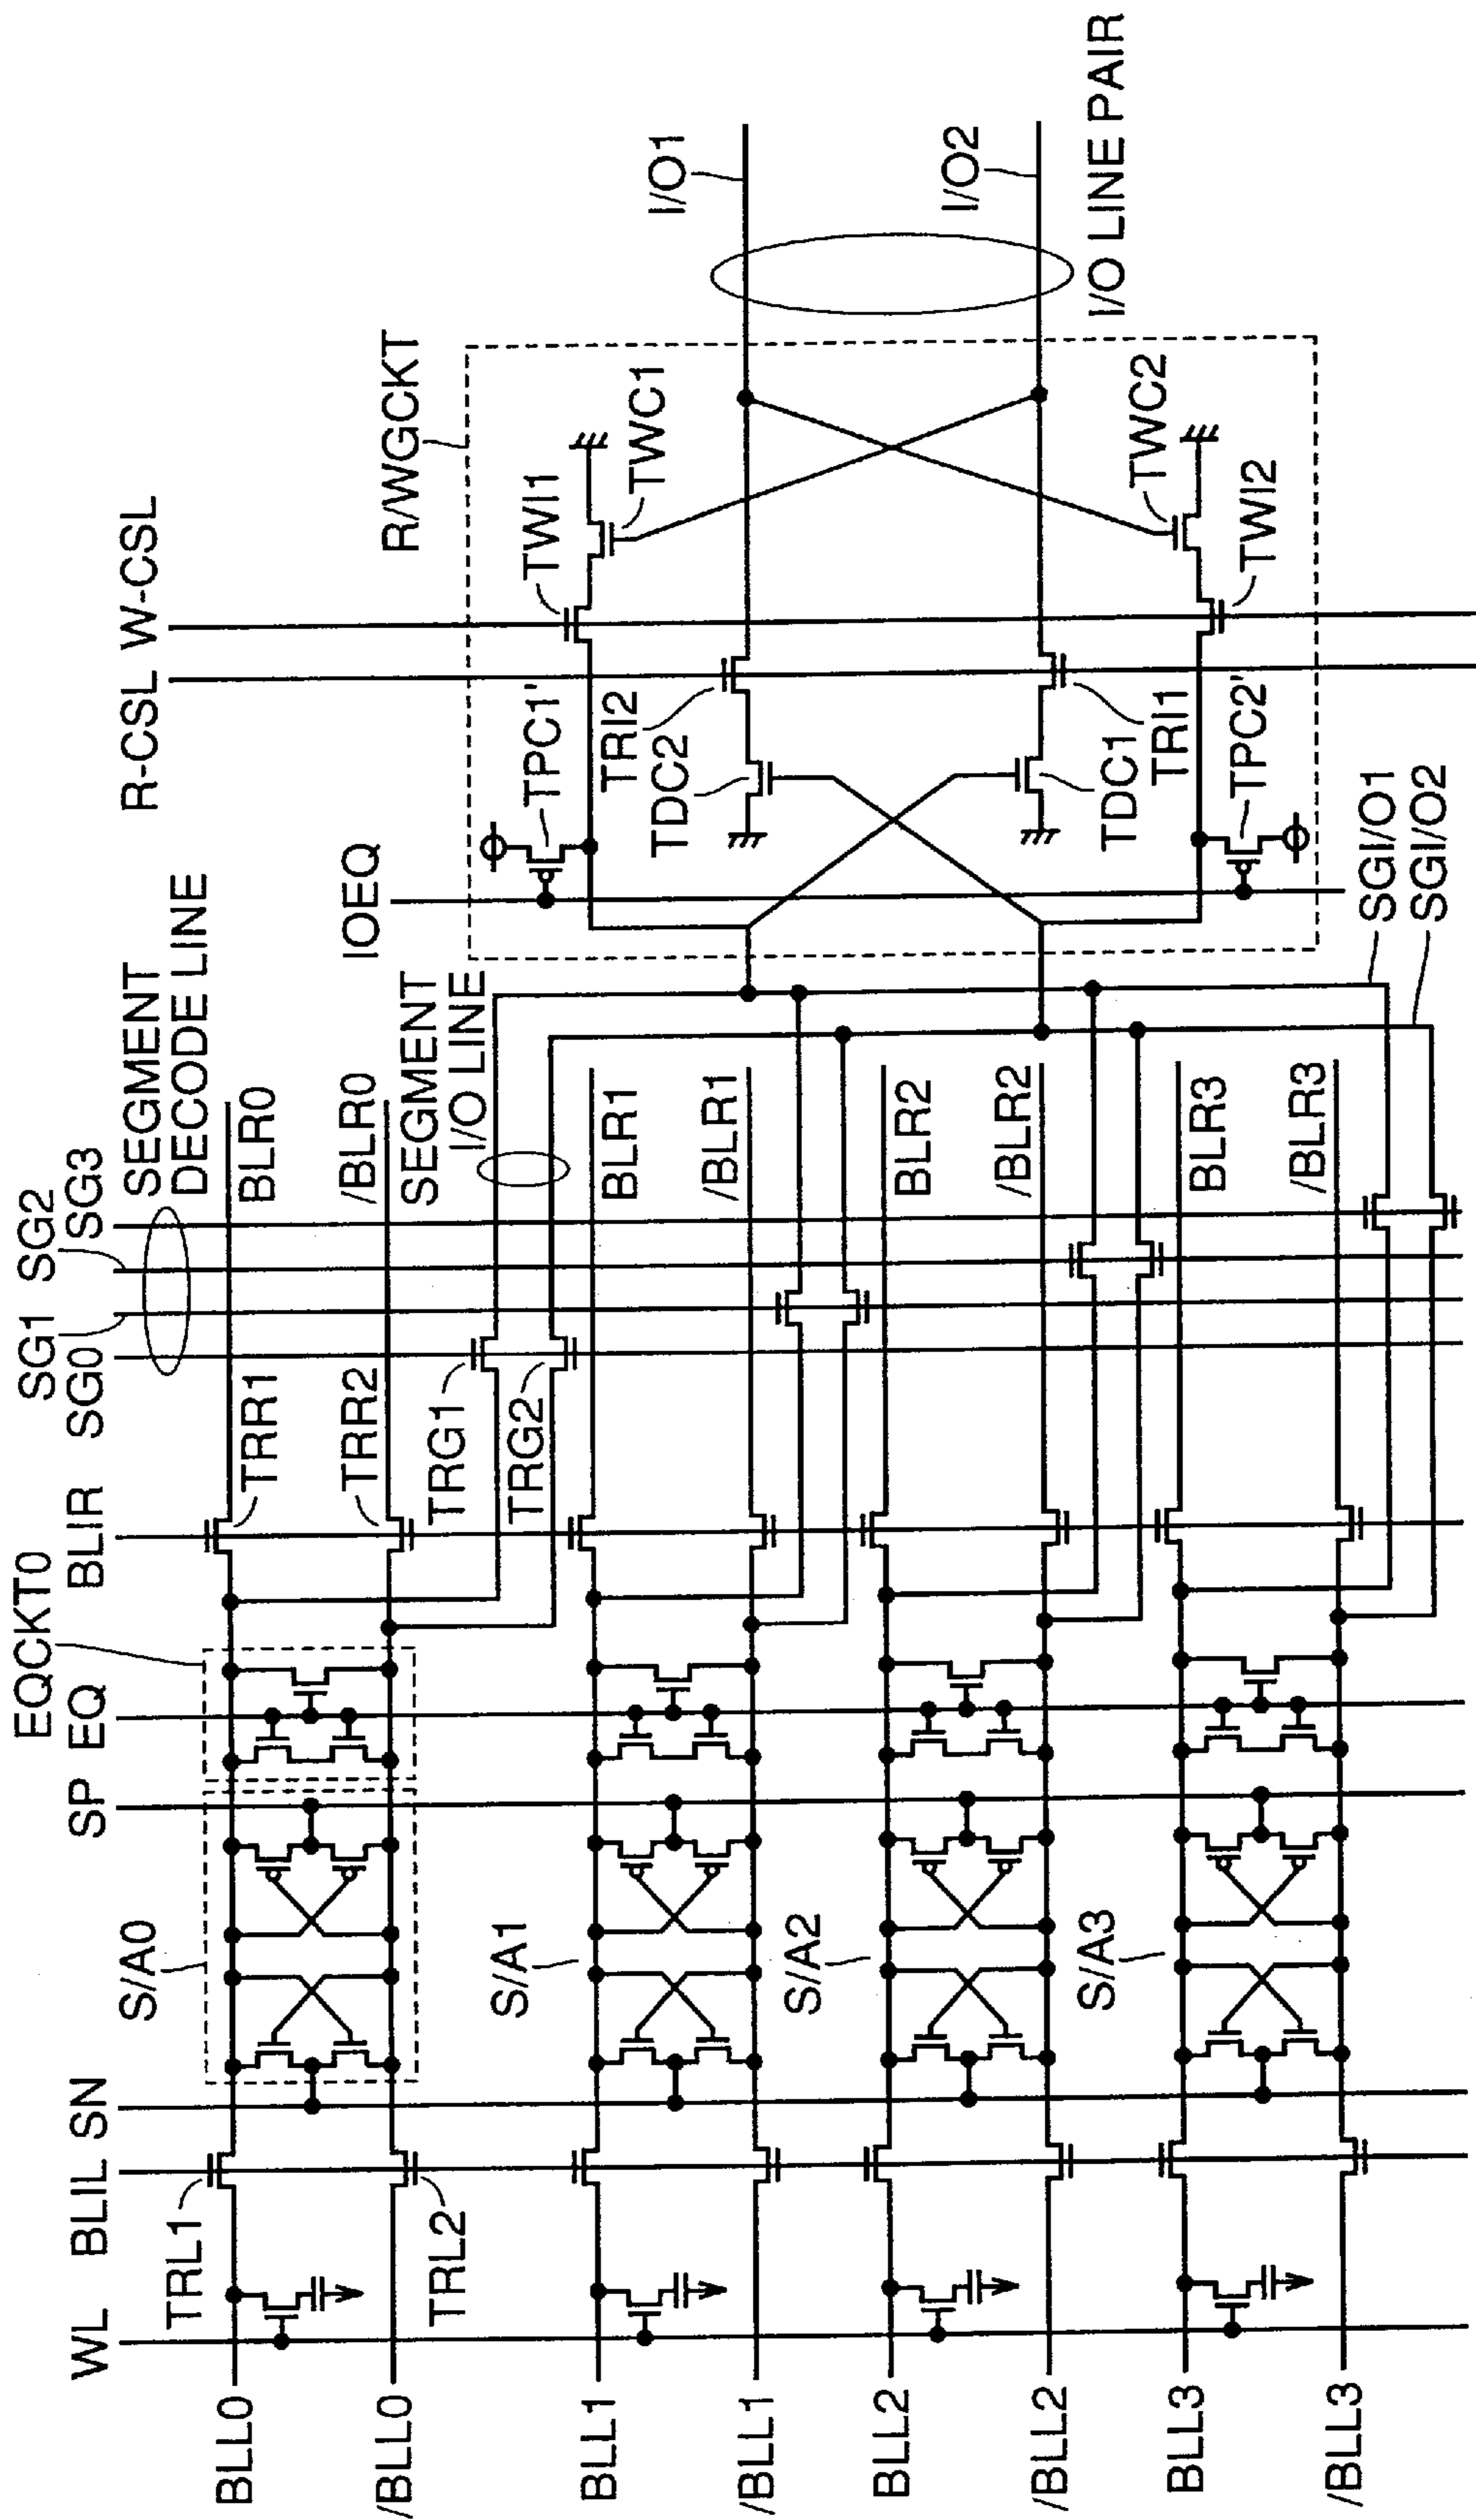 WL
BLIL
SN
SP
EQ
EQCKT0
BLIR
SG0
SG1
SG2
SG3
SEGMENT
DECODE LINE
IOEQ
R-CSL
W-CSL
R/WGCKT
TRL1
TRL2
S/A0
S/A1
S/A2
S/A3
TRR1
TRR2
TRG1
TRG2
BLR0
/BLR0
SEGMENT
I/O LINE
BLR1
/BLR1
BLR2
/BLR2
BLR3
/BLR3
TPC1'
TRI2
TDC2
TWI1
TWC1
TDC1
TRI1
TPC2'
TWC2
TWI2
I/O1
I/O2
I/O LINE PAIR
SGI/O1
SGI/O2
BLL0
/BLL0
BLL1
/BLL1
BLL2
/BLL2
BLL3
/BLL3